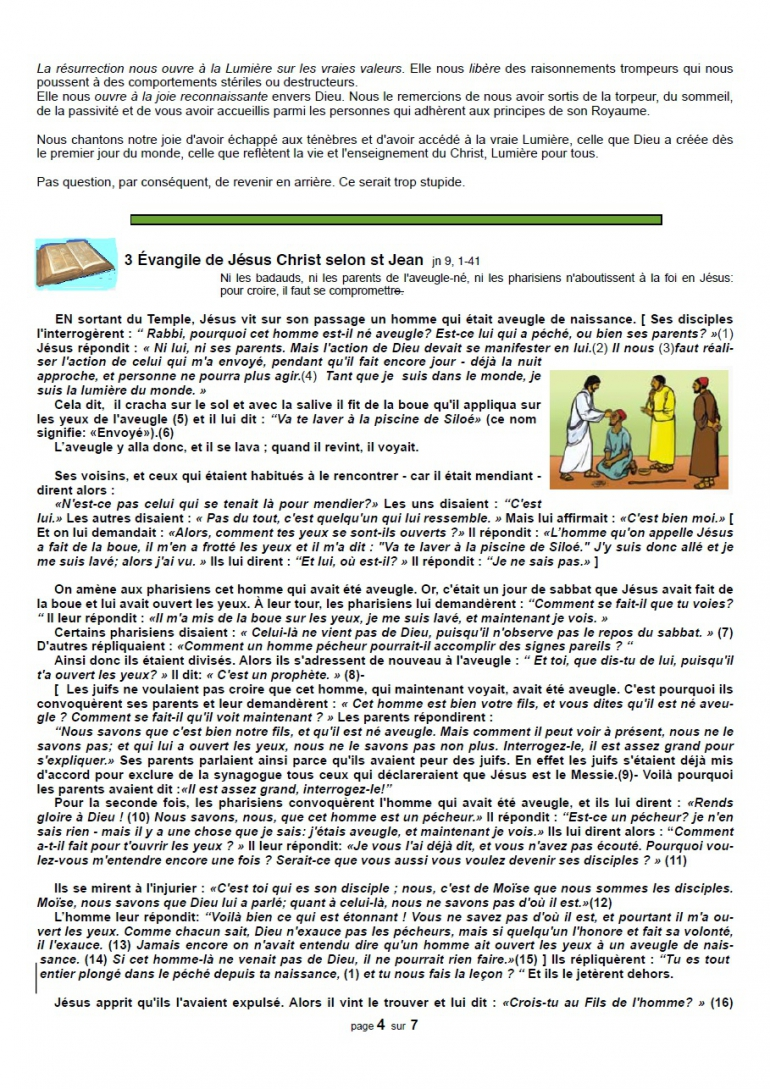 La résurrection nous ouvre à la Lumière sur les vraies valeurs. Elle nous libère des raisonnements trompeurs qui nous
poussent à des comportements stériles ou destructeurs.
Elle nous ouvre à la joie reconnaissante envers Dieu. Nous le remercions de nous avoir sortis de la torpeur, du sommeil,
de la passivité et de vous avoir accueillis parmi les personnes qui adhèrent aux principes de son Royaume.
Nous chantons notre joie d'avoir échappé aux ténèbres et d'avoir accédé à la vraie Lumière, celle que Dieu a créée dès
le premier jour du monde, celle que reflètent la vie et l'enseignement du Christ, Lumière pour tous.
Pas question, par conséquent, de revenir en arrière. Ce serait trop stupide.
3 Évangile de Jésus Christ selon st Jean jn 9, 1-41
Ni les badauds, ni les parents de l'aveugle-né, ni les pharisiens n'aboutissent à la foi en Jésus:
pour croire, il faut se compromettre.
EN sortant du Temple, Jésus vit sur son passage un homme qui était aveugle de naissance. [ Ses disciples
l'interrogèrent : “ Rabbi, pourquoi cet homme est-il né aveugle? Est-ce lui qui a péché, ou bien ses parents? »(1)
Jésus répondit : « Ni lui, ni ses parents. Mais l'action de Dieu devait se manifester en lui.(2) Il nous (3)faut réali-
ser l'action de celui qui m'a envoyé, pendant qu'il fait encore jour - déjà la nuit
approche, et personne ne pourra plus agir.(4) Tant que je suis dans le monde, je
suis la lumière du monde. »
Cela dit, il cracha sur le sol et avec la salive il fit de la boue qu'il appliqua sur
les yeux de l'aveugle (5) et il lui dit : “Va te laver à la piscine de Siloé» (ce nom
signifie: «Envoyé»).(6)
L'aveugle y alla donc, et il se lava ; quand il revint, il voyait.
Ses voisins, et ceux qui étaient habitués à le rencontrer - car il était mendiant -
dirent alors :
«N'est-ce pas celui qui se tenait là pour mendier?» Les uns disaient : “C'est
lui.» Les autres disaient : « Pas du tout, c'est quelqu'un qui lui ressemble. » Mais lui affirmait : «C'est bien moi.» [
Et on lui demandait : «Alors, comment tes yeux se sont-ils ouverts ?» Il répondit : «L'homme qu'on appelle Jésus
a fait de la boue, il m'en a frotté les yeux et il m'a dit : "Va te laver à la piscine de Siloé." J'y suis donc allé et je
me suis lavé; alors j'ai vu. » Ils lui dirent : “Et lui, où est-il? » Il répondit : “Je ne sais pas.» ]
On amène aux pharisiens cet homme qui avait été aveugle. Or, c'était un jour de sabbat que Jésus avait fait de
la boue et lui avait ouvert les yeux. À leur tour, les pharisiens lui demandèrent : “Comment se fait-il que tu voies?
“ Il leur répondit : «Il m'a mis de la boue sur les yeux, je me suis lavé, et maintenant je vois. »
Certains pharisiens disaient : « Celui-là ne vient pas de Dieu, puisqu'il n'observe pas le repos du sabbat. » (7)
D'autres répliquaient : «Comment un homme pécheur pourrait-il accomplir des signes pareils ? “
Ainsi donc ils étaient divisés. Alors ils s'adressent de nouveau à l'aveugle : “ Et toi, que dis-tu de lui, puisqu'il
t'a ouvert les yeux? » Il dit: « C'est un prophète. » (8)-
[ Les juifs ne voulaient pas croire que cet homme, qui maintenant voyait, avait été aveugle. C'est pourquoi ils
convoquèrent ses parents et leur demandèrent : « Cet homme est bien votre fils, et vous dites qu'il est né aveu-
gle ? Comment se fait-il qu'il voit maintenant ? » Les parents répondirent :
“Nous savons que c'est bien notre fils, et qu'il est né aveugle. Mais comment il peut voir à présent, nous ne le
savons pas; et qui lui a ouvert les yeux, nous ne le savons pas non plus. Interrogez-le, il est assez grand pour
s'expliquer.» Ses parents parlaient ainsi parce qu'ils avaient peur des juifs. En effet les juifs s'étaient déjà mis
d'accord pour exclure de la synagogue tous ceux qui déclareraient que Jésus est le Messie.(9)- Voilà pourquoi
les parents avaient dit :«Il est assez grand, interrogez-le!”
Pour la seconde fois, les pharisiens convoquèrent l'homme qui avait été aveugle, et ils lui dirent : «Rends
gloire à Dieu ! (10) Nous savons, nous, que cet homme est un pécheur.» Il répondit : “Est-ce un pécheur? je n'en
sais rien - mais il y a une chose que je sais: j'étais aveugle, et maintenant je vois.» Ils lui dirent alors : “Comment
a-t-il fait pour t'ouvrir les yeux ? » Il leur répondit: «Je vous l'ai déjà dit, et vous n'avez pas écouté. Pourquoi vou-
lez-vous m'entendre encore une fois ? Serait-ce que vous aussi vous voulez devenir ses disciples ? » (11)
Ils se mirent à l'injurier : «C'est toi qui es son disciple ; nous, c'est de Moïse que nous sommes les disciples.
Moïse, nous savons que Dieu lui a parlé; quant à celui-là, nous ne savons pas d'où il est.»(12)
L'homme leur répondit: “Voilà bien ce qui est étonnant ! Vous ne savez pas d'où il est, et pourtant il m'a ou-
vert les yeux. Comme chacun sait, Dieu n'exauce pas les pécheurs, mais si quelqu'un l'honore et fait sa volonté,
il l'exauce. (13) Jamais encore on n'avait entendu dire qu'un homme ait ouvert les yeux à un aveugle de nais-
sance. (14) Si cet homme-là ne venait pas de Dieu, il ne pourrait rien faire.»(15) ] Ils répliquèrent : “Tu es tout
entier plongé dans le péché depuis ta naissance, (1) et tu nous fais la leçon ? “ Et ils le jetèrent dehors.
Jésus apprit qu'ils l'avaient expulsé. Alors il vint le trouver et lui dit : «Crois-tu au Fils de l'homme? » (16)
page 4 sur 7